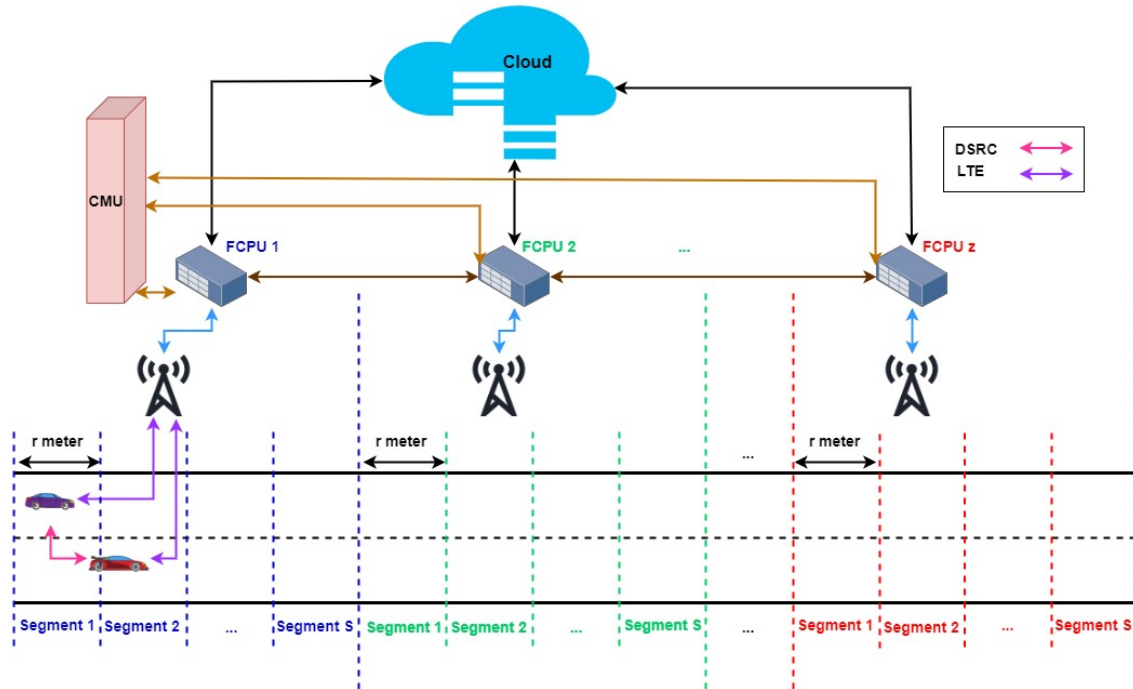 Cloud
DSRC
LTE
CMU
FCPU 1
FCPU 2
...
FCPU z
r meter
r meter
...
r meter
Segment 1
Segment 2
...
Segment S
Segment 1
Segment 2
...
Segment S
...
Segment 1
Segment 2
...
Segment S